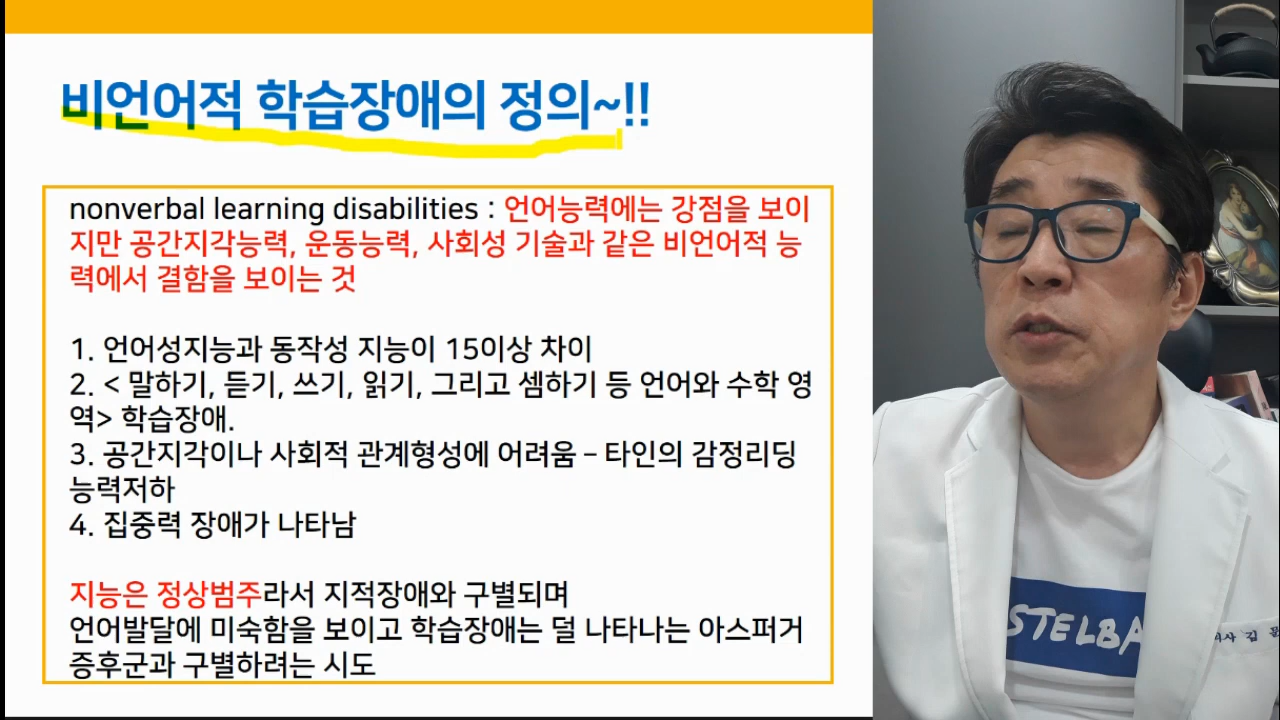 비언어적 학습장애의 정의~!!
nonverbal learning disabilities : 언어능력에는 강점을 보이
지만 공간지각능력, 운동능력, 사회성 기술과 같은 비언어적 능
력에서 결함을 보이는 것
1. 언어성지능과 동작성 지능이 15이상 차이
2. < 말하기, 듣기, 쓰기, 읽기, 그리고 셈하기 등 언어와 수학 영
역> 학습장애.
3. 공간지각이나 사회적 관계형성에 어려움 – 타인의 감정리딩
능력저하
4. 집중력 장애가 나타남
지능은 정상범주라서 지적장애와 구별되며
언어발달에 미숙함을 보이고 학습장애는 덜 나타나는 아스퍼거
증후군과 구별하려는 시도
STELBA